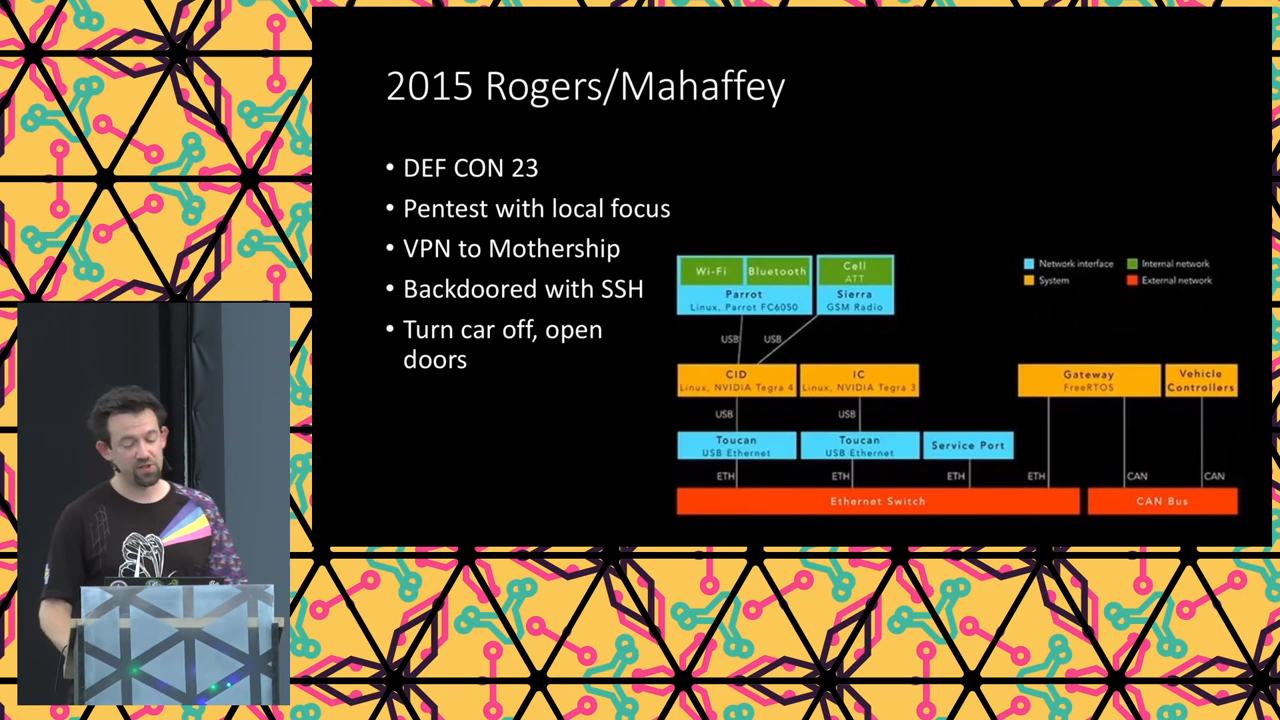 2015 Rogers/Mahaffey
• DEF CON 23
• Pentest with local focus
• VPN to Mothership
• Backdoored with SSH
• Turn car off, open
doors
Wi-Fi Bluetooth
Parrot
Linux, Parrot FC6050
Cell
ATT
Sierra
GSM Radio
Network interface
Internal network
System
External network
USB USB
CID
Linux, NVIDIA Tegra 4
IC
Linux, NVIDIA Tegra 3
Gateway
FreeRTOS
Vehicle
Controllers
USB USB
Toucan
USB Ethernet
Toucan
USB Ethernet
Service Port
ETH ETH ETH ETH CAN CAN
Ethernet Switch
CAN Bus